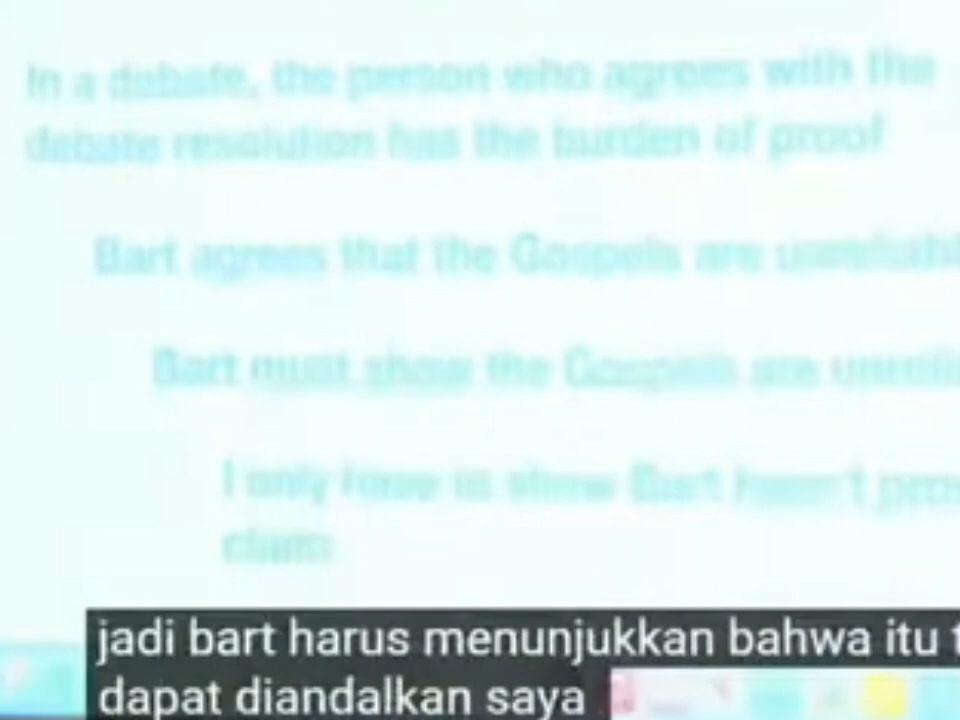 In a debate, the person who agrees with the
debate resolution has the burden of proof
Bart agrees that the Gospels are
Bart must show the Gospels are
I only have to show Bart hasn't
claim
jadi bart harus menunjukkan bahwa itu
dapat diandalkan saya